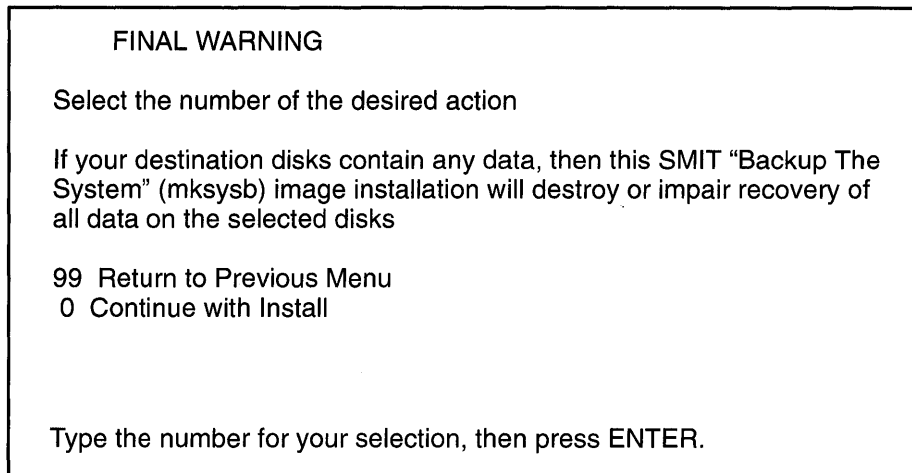 FINAL WARNING
Select the number of the desired action
If your destination disks contain any data, then this SMIT “Backup The
System” (mksysb) image installation will destroy or impair recovery of
all data on the selected disks
99 Return to Previous Menu
0 Continue with Install
Type the number for your selection, then press ENTER.